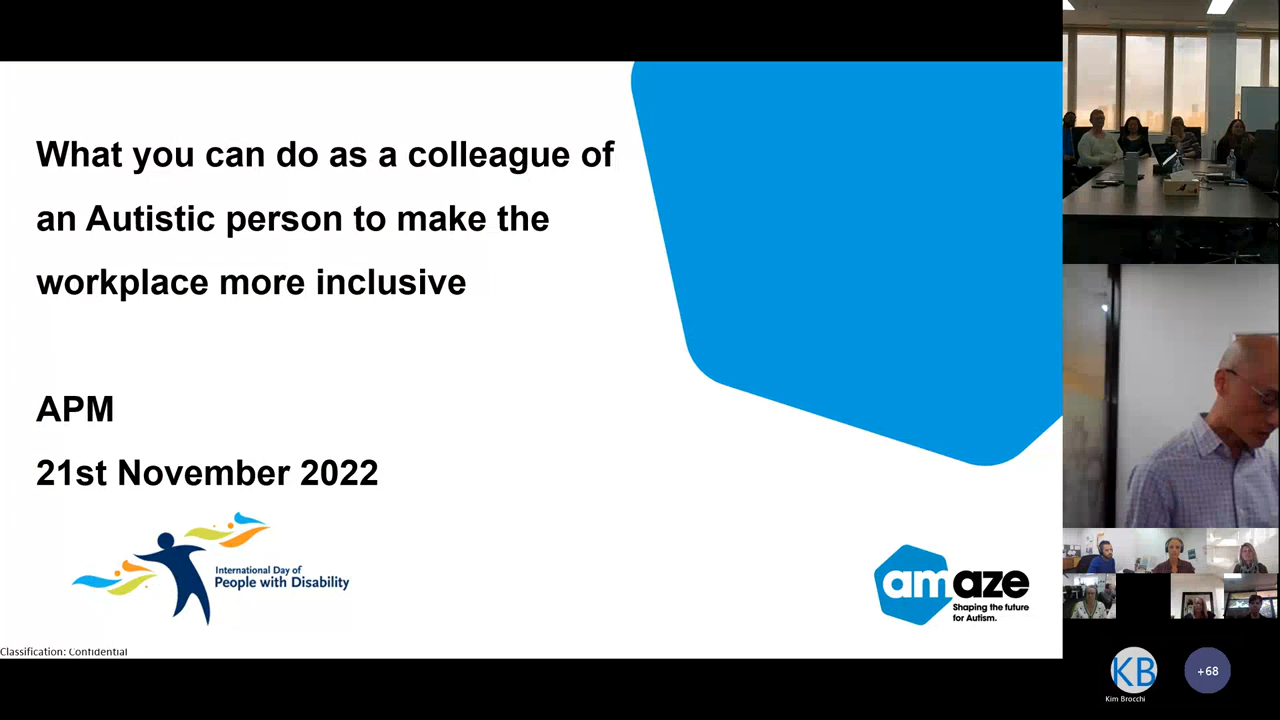 What you can do as a colleague of
an Autistic person to make the
workplace more inclusive
APM
21st November 2022
International Day of
People with Disability
amaze
Shaping the future
for Autism.
Classification: Confidential
KB
+68
Kim Brocchi